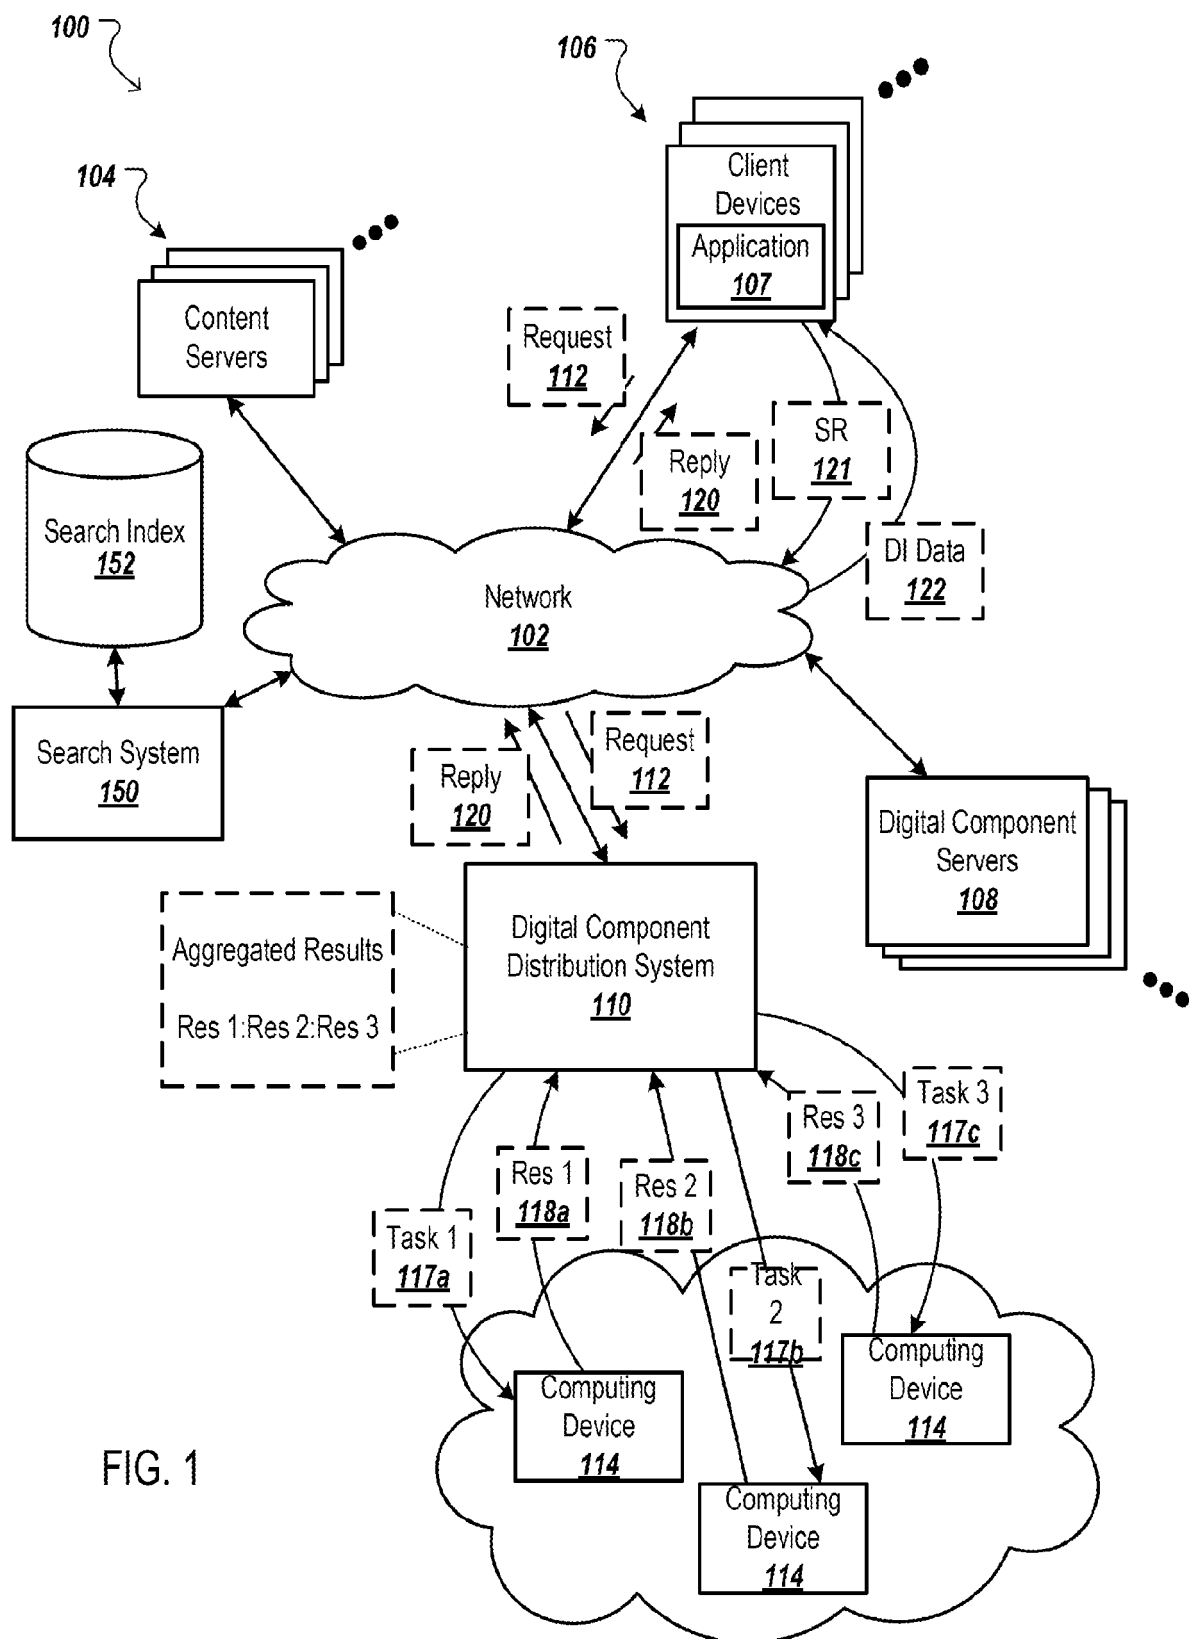 100
106
104
Client
Devices
Application
107
Content
Servers
Request
112
Reply
120
SR
121
DI Data
122
Search Index
152
Network
102
Search System
150
Reply
120
Request
112
Digital Component
Servers
108
Aggregated Results
Res 1:Res 2:Res 3
Digital Component
Distribution System
110
Task 1
117a
Res 1
118a
Res 2
118b
Task
2
117b
Res 3
118c
Task 3
117c
Computing
Device
114
Computing
Device
114
Computing
Device
114
FIG. 1